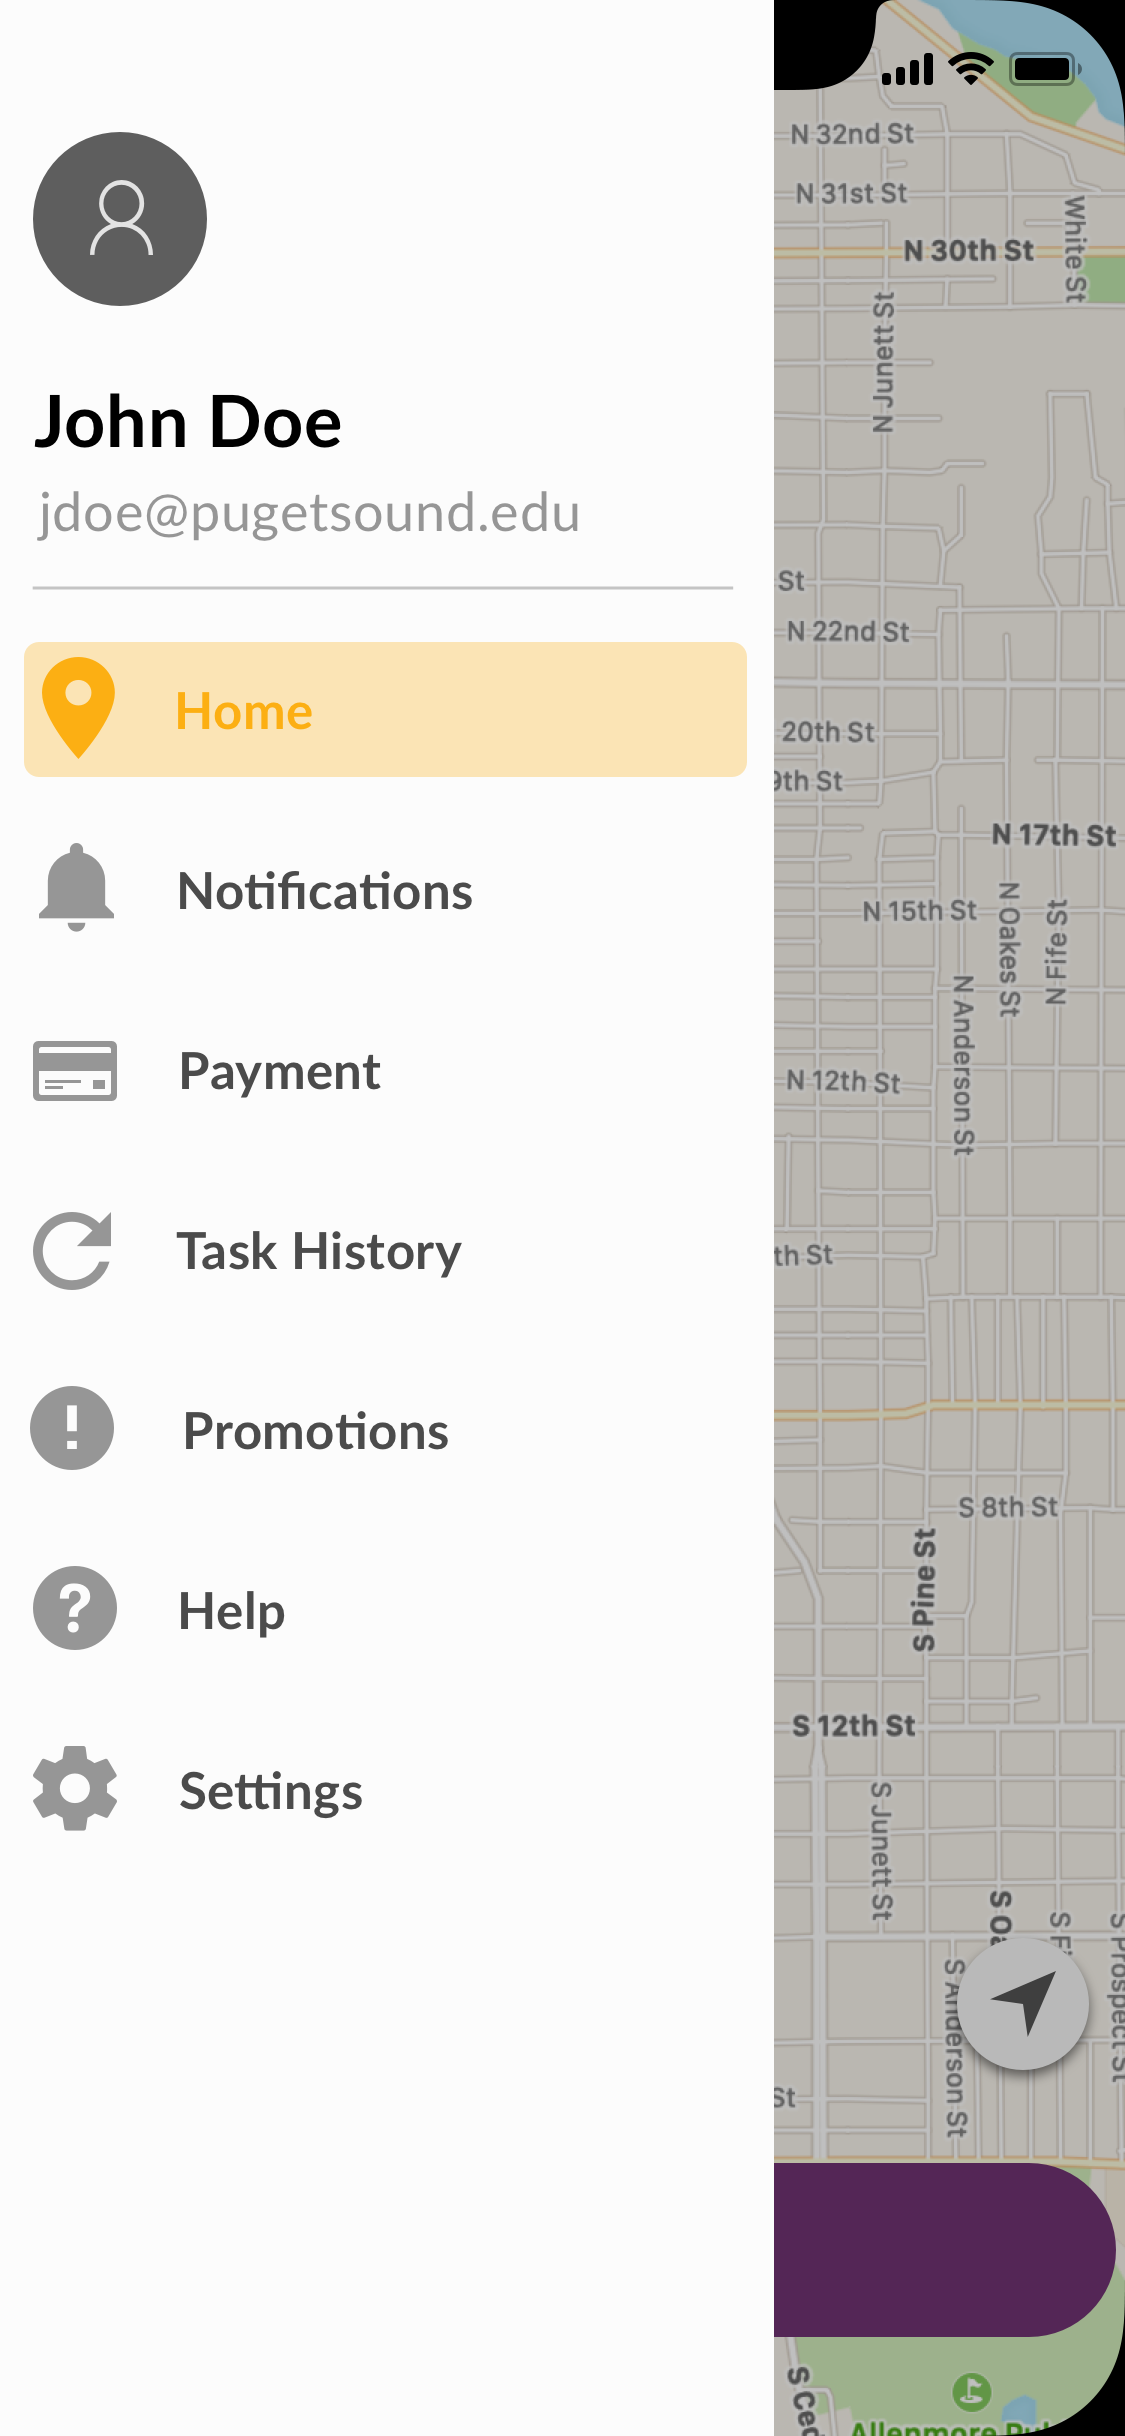 John Doe
jdoe@pugetsound.edu
Home
Notifications
Payment
Task History
Promotions
Help
Settings
N 32nd St
N 31st St
White St
N 30th St
N Junett St
St
N 22nd St
20th St
9th St
N 17th St
N 15th St
N Oakes St
N Fife St
N Anderson St
N 12th St
th St
S 8th St
S Pine St
S 12th St
S Junett St
S
S
S Prospect St
S Anderson St
St
S
Allenmore